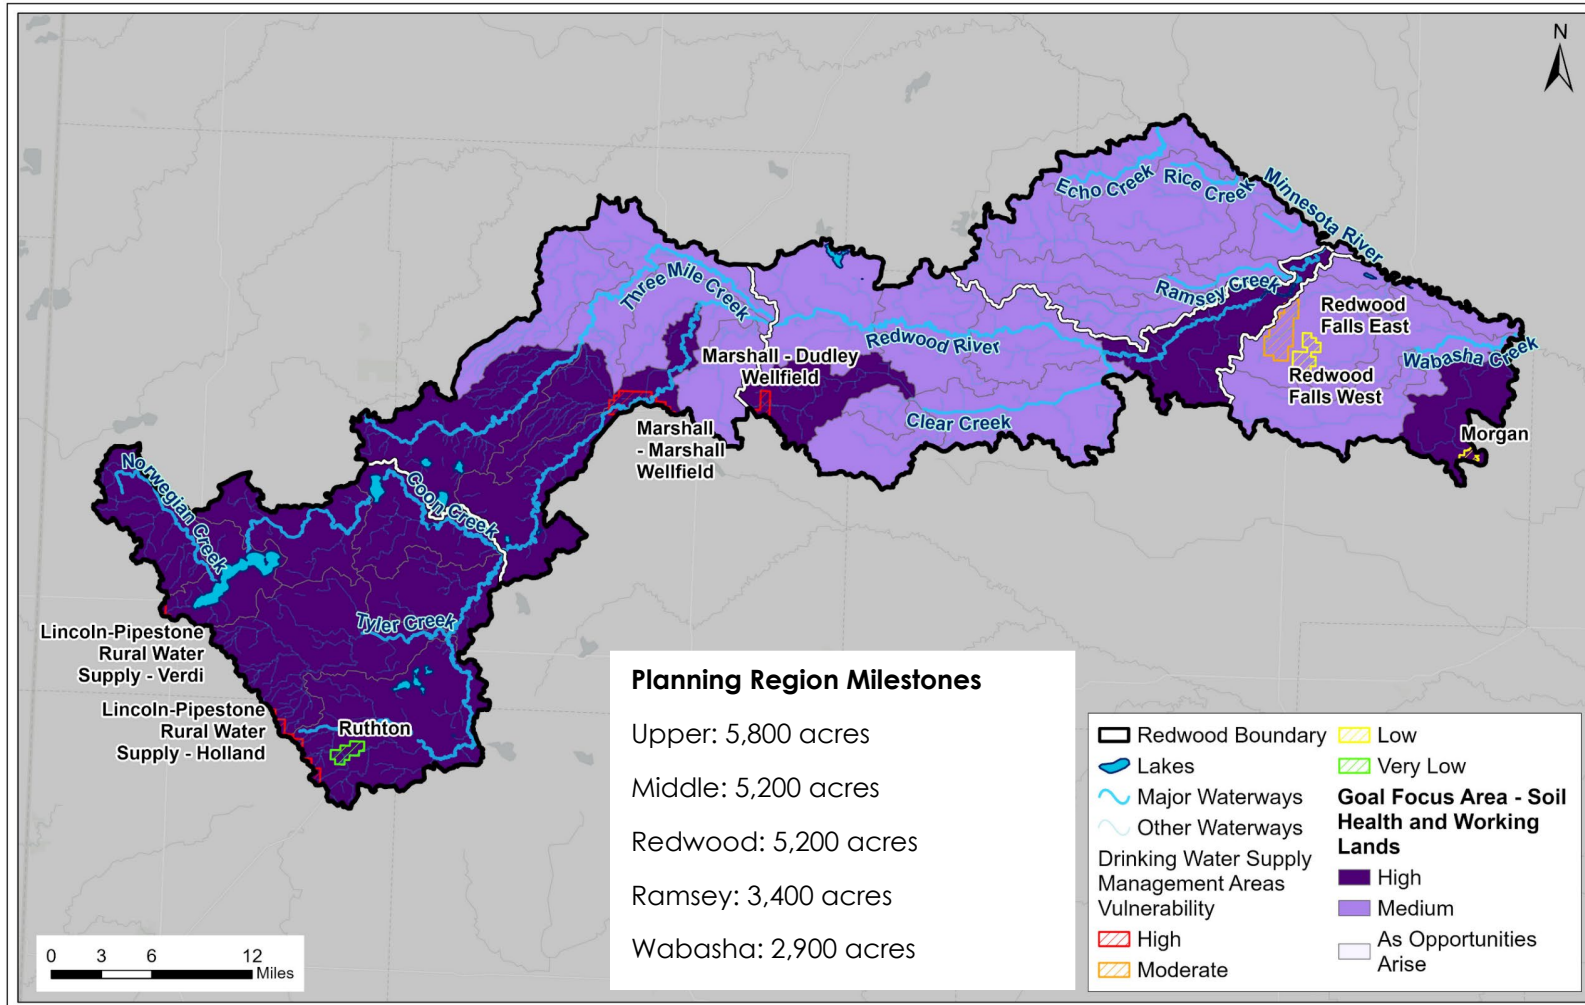 N
Echo Creek
Rice Creek
Minnesota River
Three Mile Creek
Ramsey Creek
Redwood
Falls East
Redwood River
Marshall - Dudley
Wellfield
Wabasha Creek
Redwood
Falls West
Clear Creek
Marshall
- Marshall
Wellfield
Morgan
Norwegian Creek
Coon Creek
Tyler Creek
Lincoln-Pipestone
Rural Water
Supply - Verdi
Lincoln-Pipestone
Rural Water
Supply - Holland
Ruthton
Planning Region Milestones
Upper: 5,800 acres
Middle: 5,200 acres
Redwood: 5,200 acres
Ramsey: 3,400 acres
Wabasha: 2,900 acres
Redwood Boundary
Lakes
Major Waterways
Other Waterways
Drinking Water Supply
Management Areas
Vulnerability
High
Moderate
Low
Very Low
Goal Focus Area - Soil
Health and Working
Lands
High
Medium
As Opportunities
Arise
0 3 6 12
Miles